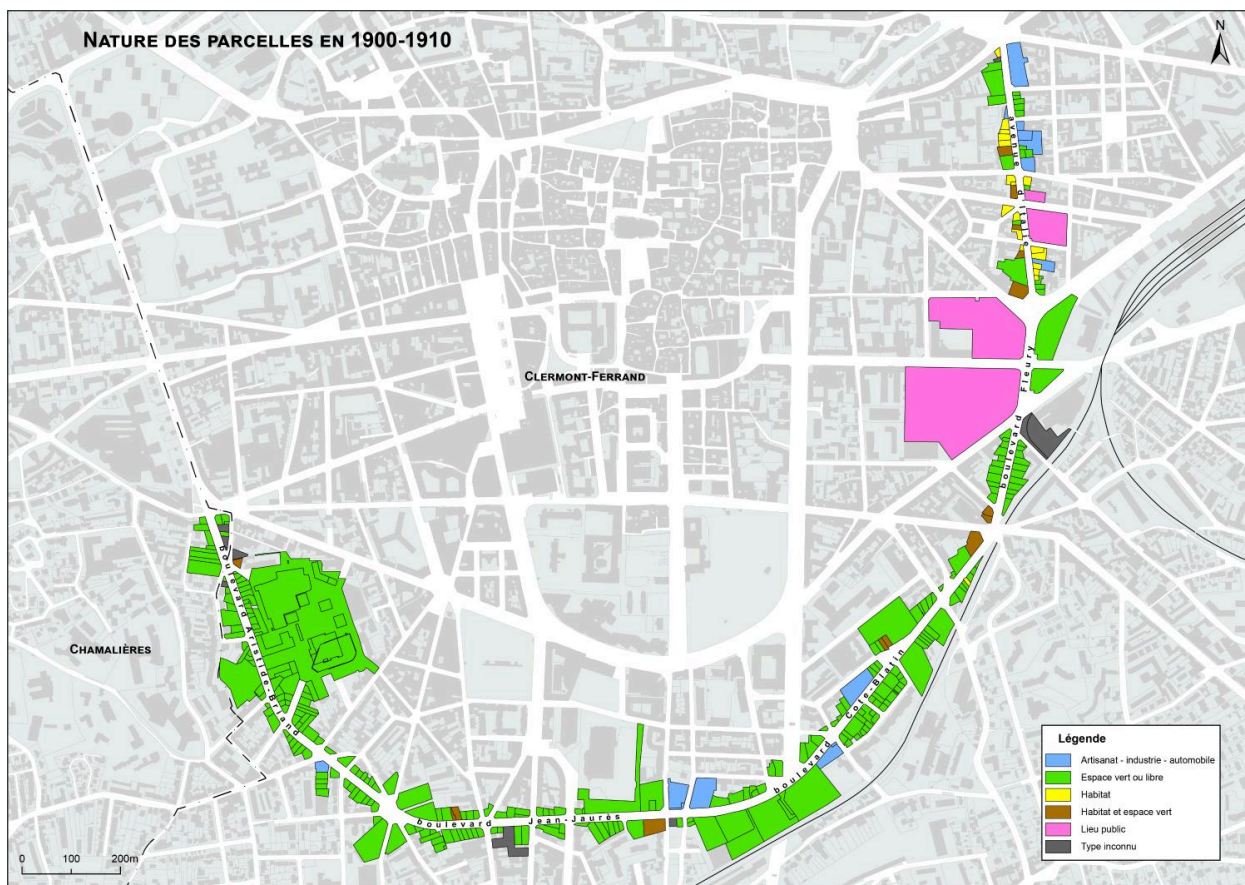 NATURE DES PARCELLES EN 1900-1910
N
avenue d'Italie
CLERMONT-FERRAND
boulevard Fleury
CHAMALIÈRES
boulevard Aristide-Briand
boulevard Cote-Blatin
boulevard Jean-Jaurès
Légende
Artisanat - industrie - automobile
Espace vert ou libre
Habitat
Habitat et espace vert
Lieu public
Type inconnu
0 100 200m